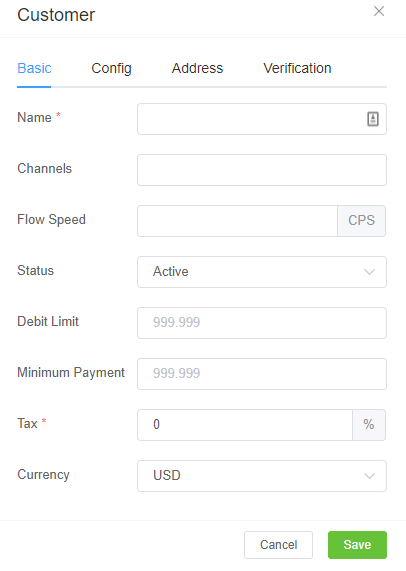 Customer
Basic Config Address Verification
Name *
Channels
Flow Speed CPS
Status Active
Debit Limit 999.999
Minimum Payment 999.999
Tax * 0 %
Currency USD
Cancel Save